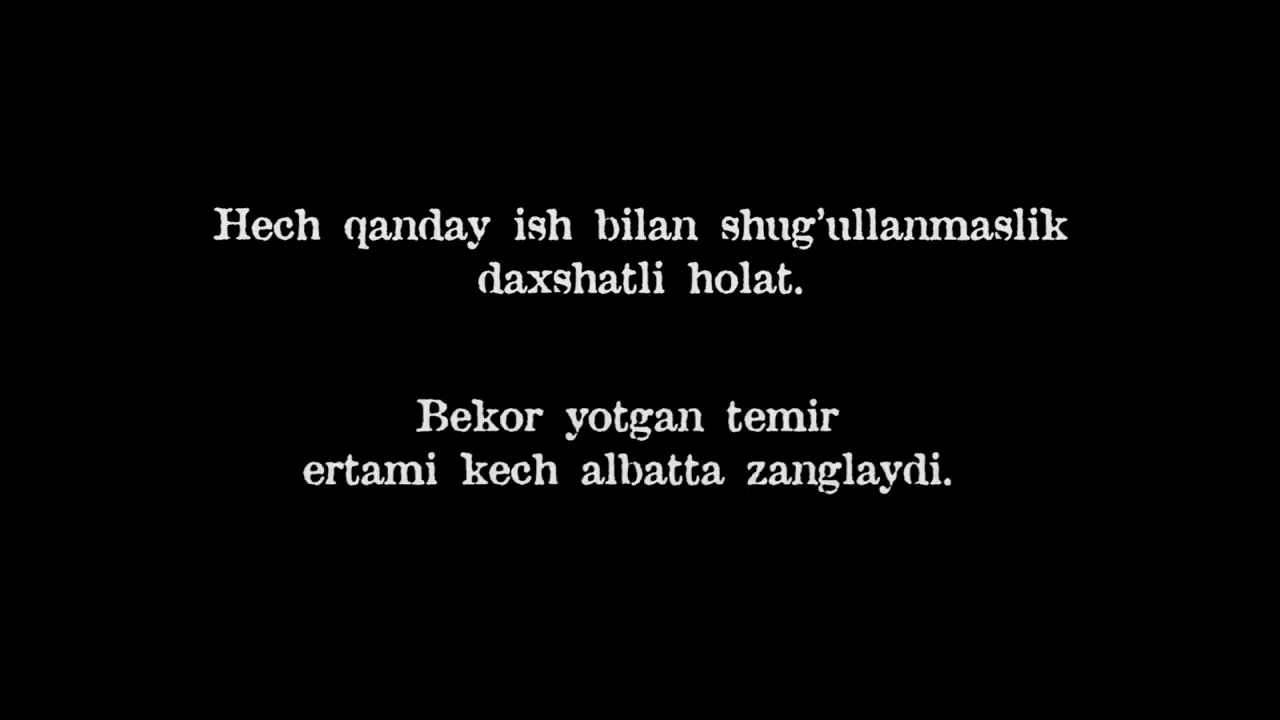 Hech qanday ish bilan shug’ullanmaslik
daxshatli holat.
Bekor yotgan temir
ertami kech albatta zanglaydi.